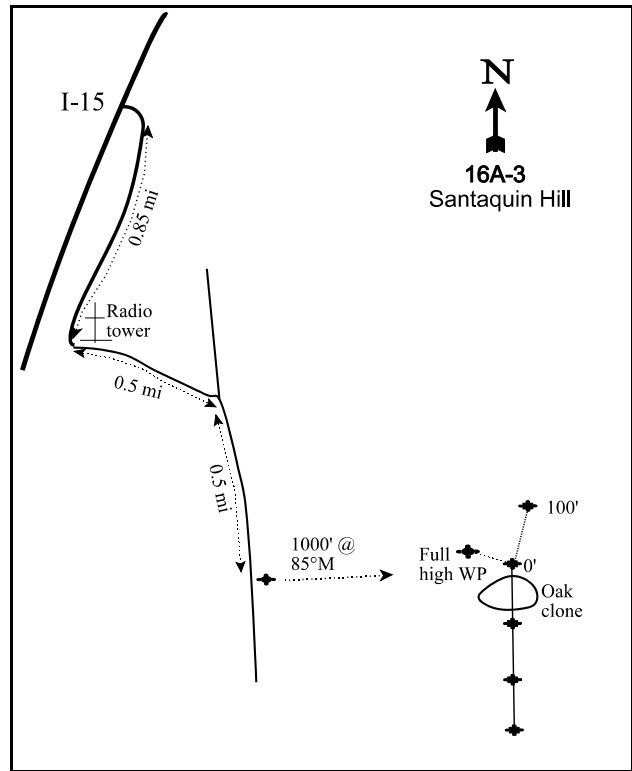 I-15
N
16A-3
Santaquin Hill
0.85 mi
Radio
tower
0.5 mi
0.5 mi
1000' @
85°M
100'
Full
high WP
0'
Oak
clone